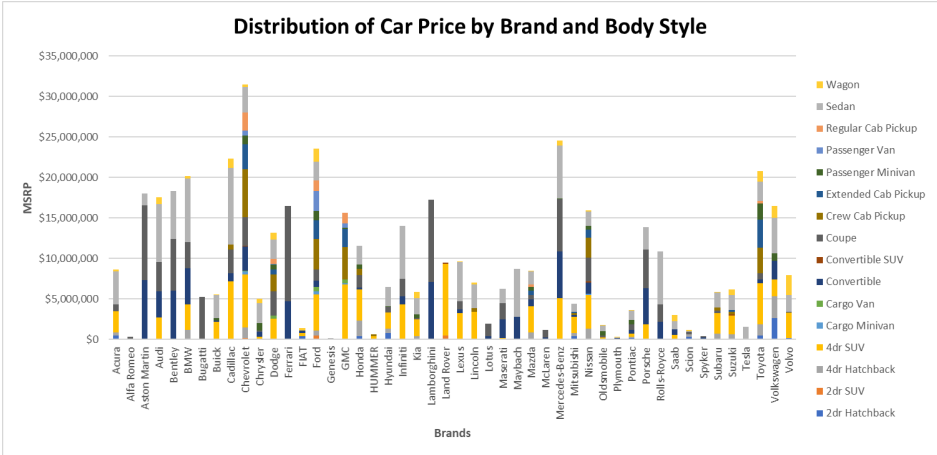 Distribution of Car Price by Brand and Body Style
MSRP
$35,000,000
$30,000,000
$25,000,000
$20,000,000
$15,000,000
$10,000,000
$5,000,000
$0
Acura
Alfa Romeo
Aston Martin
Audi
Bentley
BMW
Bugatti
Buick
Cadillac
Chevrolet
Chrysler
Dodge
Ferrari
FIAT
Ford
Genesis
GMC
Honda
HUMMER
Hyundai
Infiniti
Kia
Lamborghini
Land Rover
Lexus
Lincoln
Lotus
Maserati
Maybach
Mazda
McLaren
Mercedes-Benz
Mitsubishi
Nissan
Oldsmobile
Plymouth
Pontiac
Porsche
Rolls-Royce
Saab
Scion
Spyker
Subaru
Suzuki
Tesla
Toyota
Volkswagen
Volvo
Brands
Wagon
Sedan
Regular Cab Pickup
Passenger Van
Passenger Minivan
Extended Cab Pickup
Crew Cab Pickup
Coupe
Convertible SUV
Convertible
Cargo Van
Cargo Minivan
4dr SUV
4dr Hatchback
2dr SUV
2dr Hatchback